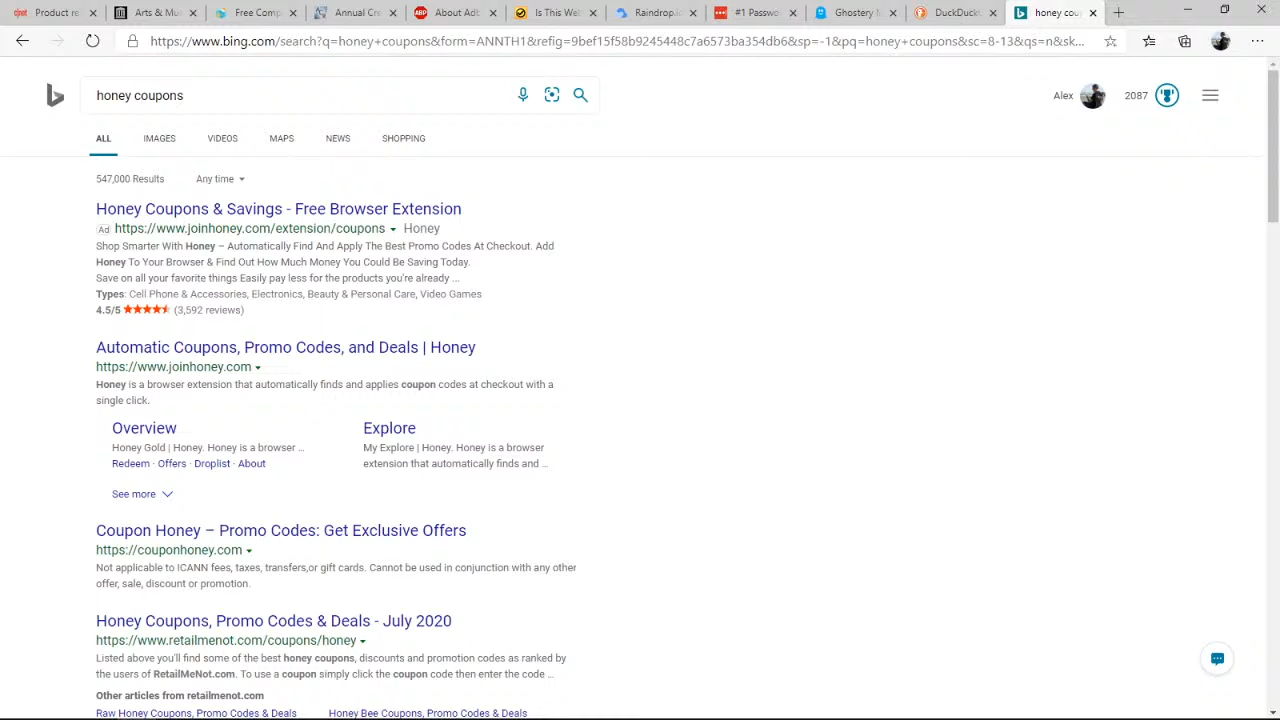 cnet Product re
Arts & Mu
Free Comp
Annual Cre
ABP Adblock Adb
Is This Web
Raindrop.i
#1 Passwo
Ghostery M
DuckDuck
honey cou
https://www.bing.com/search?q=honey+coupons&form=ANNTH1&refig=9bef15f58b9245448c7a6573ba354db6&sp=-1&pq=honey+coupons&sc=8-13&qs=n&sk...
honey coupons
Alex
2087
ALL IMAGES VIDEOS MAPS NEWS SHOPPING
547,000 Results Any time
Honey Coupons & Savings - Free Browser Extension
Ad https://www.joinhoney.com/extension/coupons Honey
Shop Smarter With Honey – Automatically Find And Apply The Best Promo Codes At Checkout. Add
Honey To Your Browser & Find Out How Much Money You Could Be Saving Today.
Save on all your favorite things Easily pay less for the products you're already ...
Types: Cell Phone & Accessories, Electronics, Beauty & Personal Care, Video Games
4.5/5 (3,592 reviews)
Automatic Coupons, Promo Codes, and Deals | Honey
https://www.joinhoney.com
Honey is a browser extension that automatically finds and applies coupon codes at checkout with a
single click.
Overview
Honey Gold | Honey. Honey is a browser ...
Redeem · Offers · Droplist · About
Explore
My Explore | Honey. Honey is a browser
extension that automatically finds and ...
See more
Coupon Honey – Promo Codes: Get Exclusive Offers
https://couponhoney.com
Not applicable to ICANN fees, taxes, transfers,or gift cards. Cannot be used in conjunction with any other
offer, sale, discount or promotion.
Honey Coupons, Promo Codes & Deals - July 2020
https://www.retailmenot.com/coupons/honey
Listed above you'll find some of the best honey coupons, discounts and promotion codes as ranked by
the users of RetailMeNot.com. To use a coupon simply click the coupon code then enter the code ...
Other articles from retailmenot.com
Raw Honey Coupons, Promo Codes & Deals
Honey Bee Coupons, Promo Codes & Deals